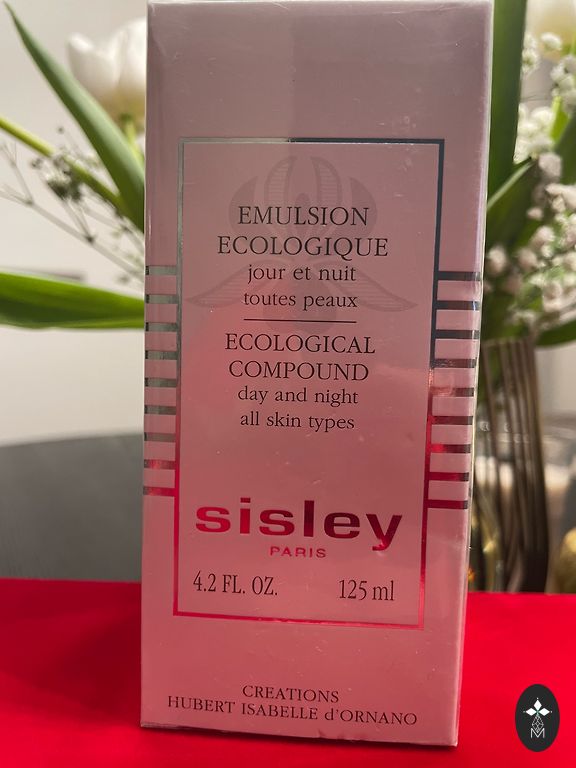 EMULSION
ECOLOGIQUE
jour et nuit
toutes peaux
ECOLOGICAL
COMPOUND
day and night
all skin types
sisley
PARIS
4.2 FL. OZ. 125 ml
CREATIONS
HUBERT ISABELLE d'ORNANO